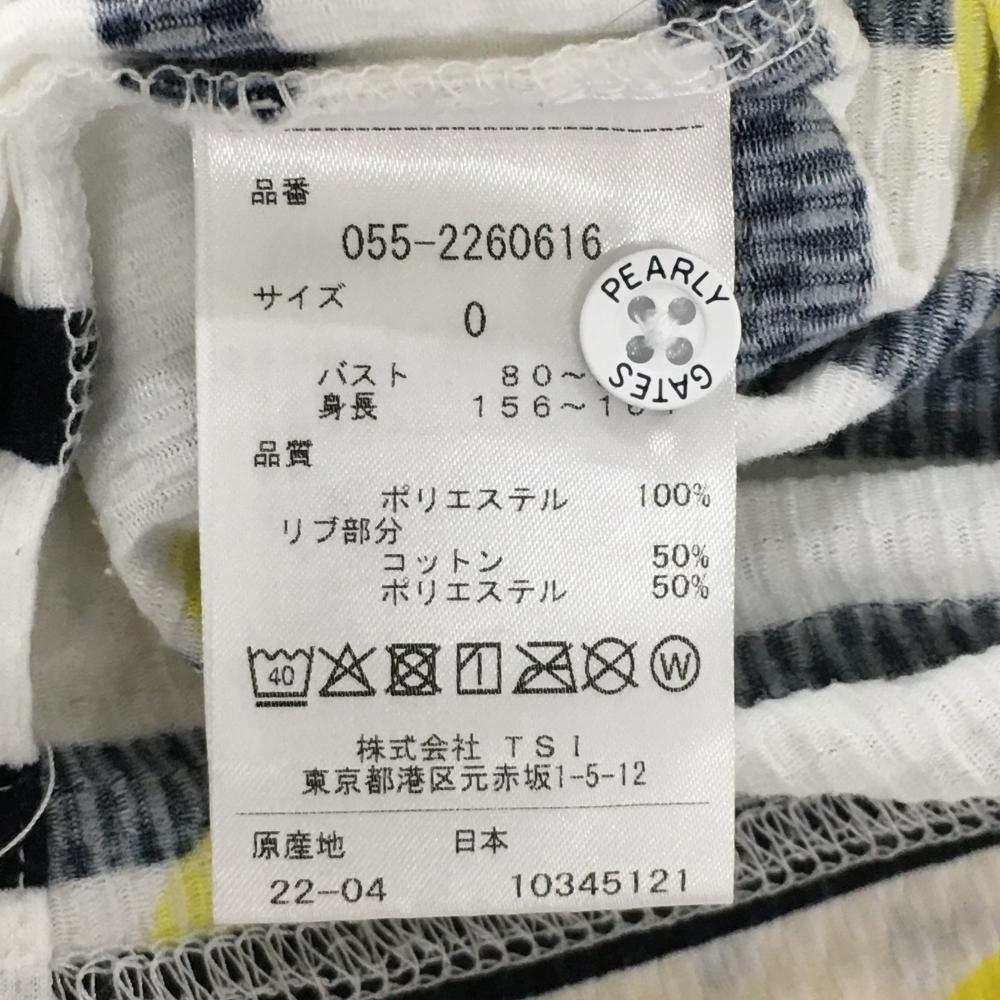 品番
055-2260616
サイズ
0
バスト 80~
身長 156~16
品質
ポリエステル 100%
リブ部分
コットン 50%
ポリエステル 50%
40
W
株式会社 TSI
東京都港区元赤坂1-5-12
原産地 日本
22-04 10345121
PEARLY
GATES